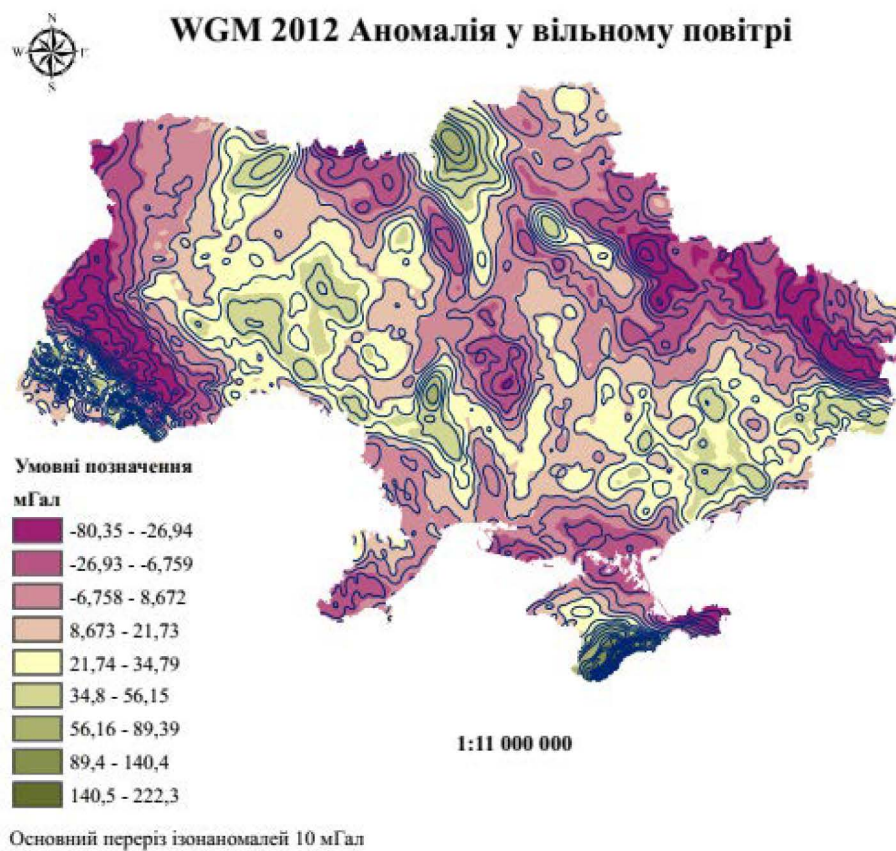 WGM 2012 Аномалія у вільному повітрі
N
W E
S
Умовні позначення
мГал
-80,35 - -26,94
-26,93 - -6,759
-6,758 - 8,672
8,673 - 21,73
21,74 - 34,79
34,8 - 56,15
56,16 - 89,39
89,4 - 140,4
140,5 - 222,3
1:11 000 000
Основний переріз ізонаномалей 10 мГал